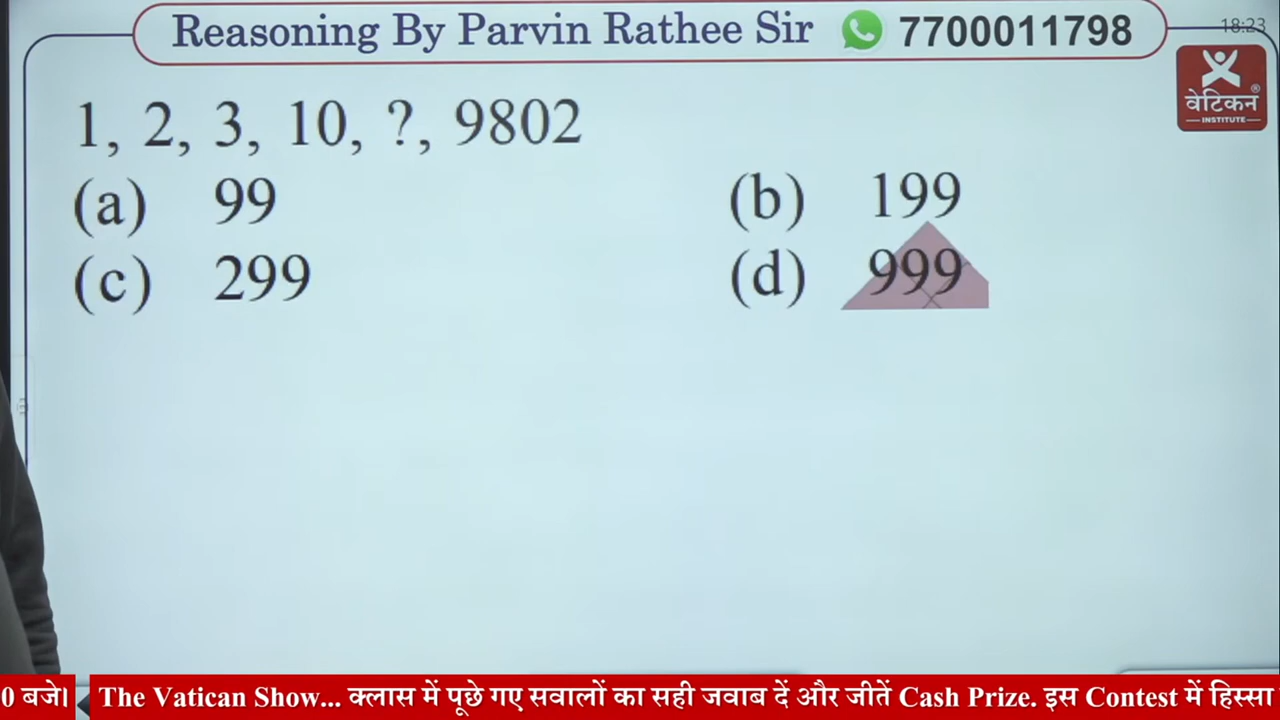 Reasoning By Parvin Rathee Sir 7700011798
18:23
वेटिकन
INSTITUTE
1, 2, 3, 10, ?, 9802
(a) 99 (b) 199
(c) 299 (d) 999
0 बजे। The Vatican Show... क्लास में पूछे गए सवालों का सही जवाब दें और जीतें Cash Prize. इस Contest में हिस्सा